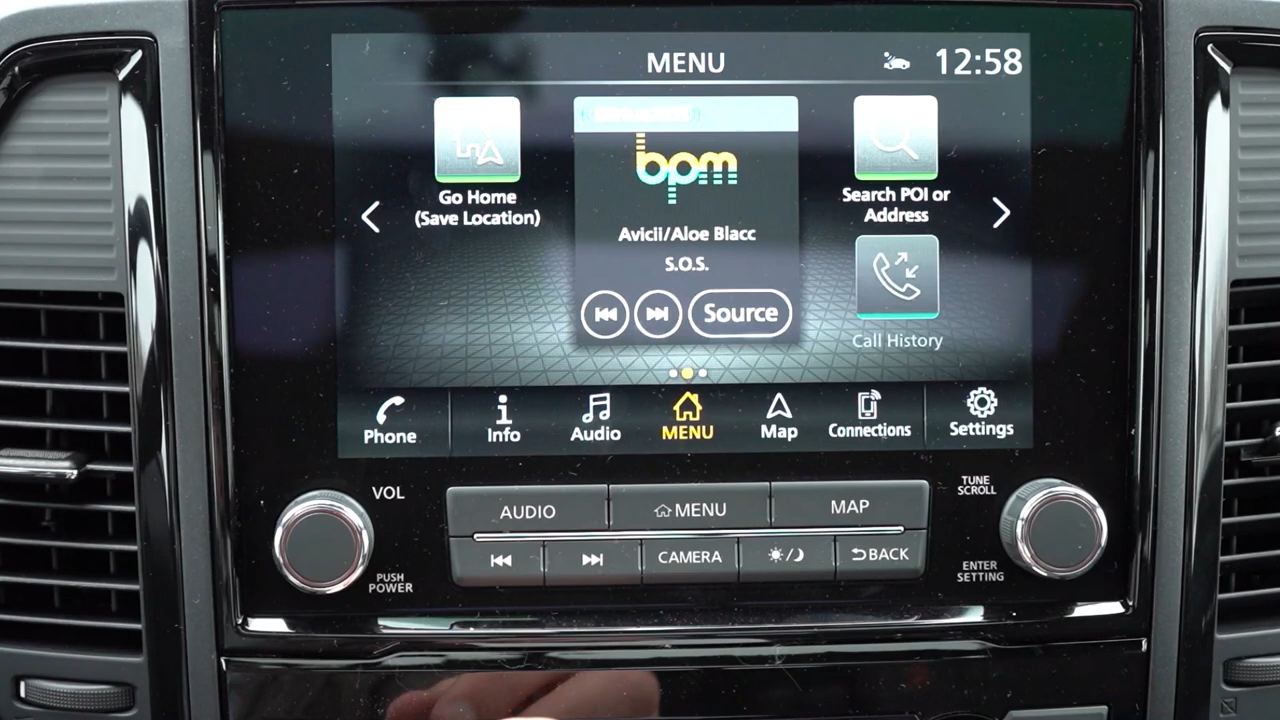 MENU
12:58
Go Home
(Save Location)
bpm
Avicii/Aloe Blacc
S.O.S.
Source
Search POI or
Address
Call History
Phone
Info
Audio
MENU
Map
Connections
Settings
VOL
PUSH
POWER
AUDIO
MENU
MAP
CAMERA
BACK
TUNE
SCROLL
ENTER
SETTING